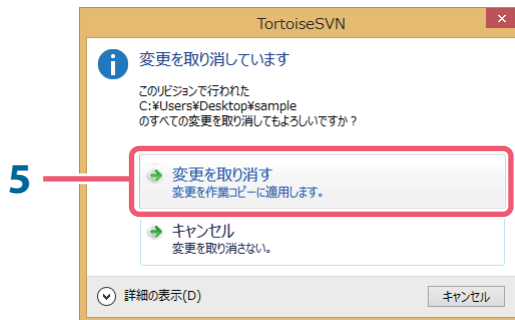 TortoiseSVN
変更を取り消しています
このリビジョンで行われた
C:¥Users¥Desktop¥sample
のすべての変更を取り消してもよろしいですか？
5
変更を取り消す
変更を作業コピーに適用します。
キャンセル
変更を取り消さない。
詳細の表示(D)
キャンセル